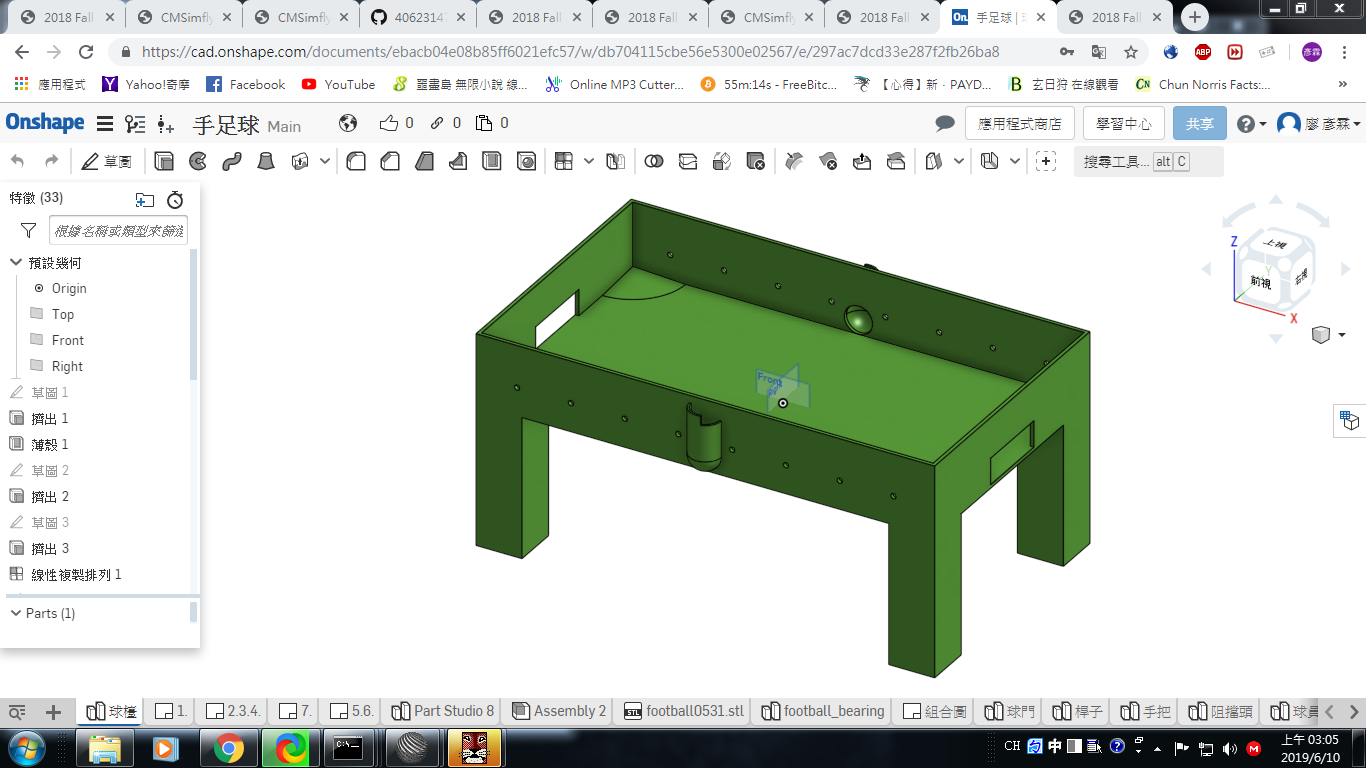 2018 Fall
CMSimfly
CMSimfly
40623147
2018 Fall
2018 Fall
CMSimfly
2018 Fall
手足球 | 球
2018 Fall
https://cad.onshape.com/documents/ebacb04e08b85ff6021efc57/w/db704115cbe56e5300e02567/e/297ac7dcd33e287f2fb26ba8
ABP
彥霖
應用程式
Yahoo!奇摩
Facebook
YouTube
噩盡島 無限小說 線...
Online MP3 Cutter...
55m:14s - FreeBitc...
【心得】新 - PAYD...
玄日狩 在線觀看
Chun Norris Facts:...
Onshape
手足球 Main
0
0
0
應用程式商店
學習中心
共享
廖 彥霖
草圖
搜尋工具... alt C
特徵 (33)
根據名稱或類型來篩選
預設幾何
Origin
Top
Front
Right
草圖 1
擠出 1
薄殼 1
草圖 2
擠出 2
草圖 3
擠出 3
線性複製排列 1
Parts (1)
Front
Z
上視
前視
右視
Y
X
球檯
1.
2.3.4.
7.
5.6.
Part Studio 8
Assembly 2
STL
football0531.stl
football_bearing
組合圖
球門
桿子
手把
阻擋頭
球員
CH
中
上午 03:05
2019/6/10